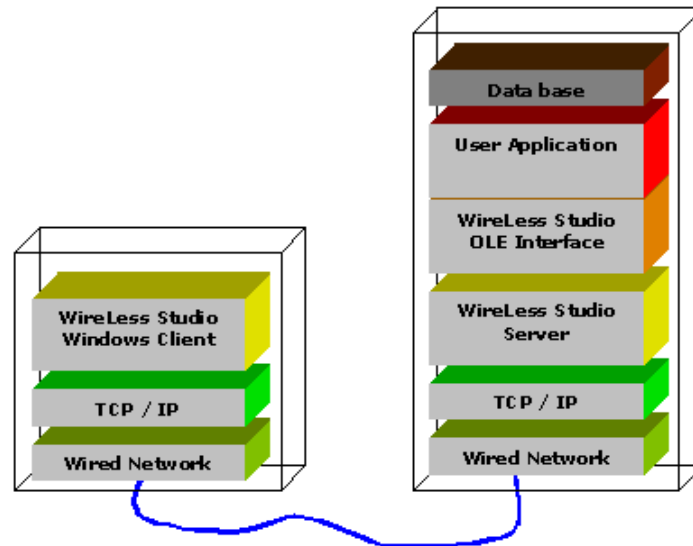 WireLess Studio
Windows Client
TCP / IP
Wired Network
Data base
User Application
WireLess Studio
OLE Interface
WireLess Studio
Server
TCP / IP
Wired Network